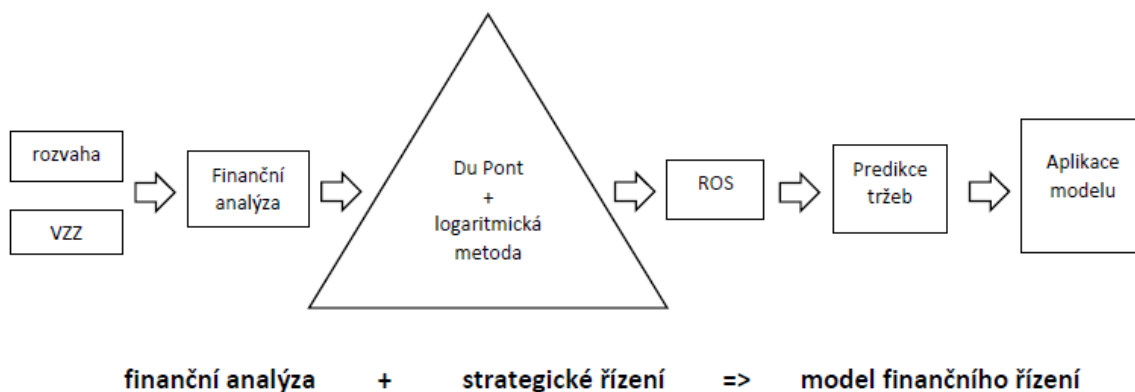 rozvaha
VZZ
Finanční
analýza
Du Pont
+
logaritmická
metoda
ROS
Predikce
tržeb
Aplikace
modelu
finanční analýza + strategické řízení => model finančního řízení